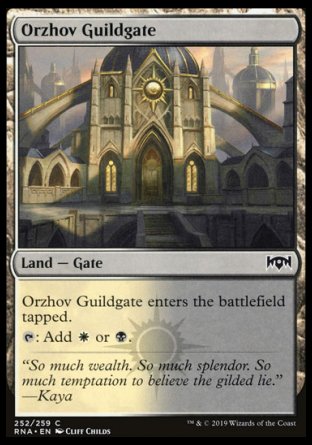 Orzhov Guildgate
Land — Gate
Orzhov Guildgate enters the battlefield
tapped.
: Add or .
“So much wealth. So much splendor. So
much temptation to believe the gilded lie.”
—Kaya
252/259 C
RNA • EN Cliff Childs
™ & © 2019 Wizards of the Coast